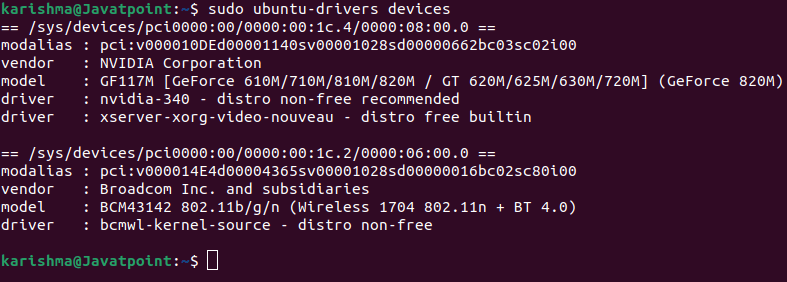 karishma@Javatpoint:~$ sudo ubuntu-drivers devices
== /sys/devices/pci0000:00/0000:00:1c.4/0000:08:00.0 ==
modalias : pci:v000010DEd00001140sv00001028sd00000662bc03sc02i00
vendor   : NVIDIA Corporation
model    : GF117M [GeForce 610M/710M/810M/820M / GT 620M/625M/630M/720M] (GeForce 820M)
driver   : nvidia-340 - distro non-free recommended
driver   : xserver-xorg-video-nouveau - distro free builtin

== /sys/devices/pci0000:00/0000:00:1c.2/0000:06:00.0 ==
modalias : pci:v000014E4d00004365sv00001028sd00000016bc02sc80i00
vendor   : Broadcom Inc. and subsidiaries
model    : BCM43142 802.11b/g/n (Wireless 1704 802.11n + BT 4.0)
driver   : bcmwl-kernel-source - distro non-free

karishma@Javatpoint:~$